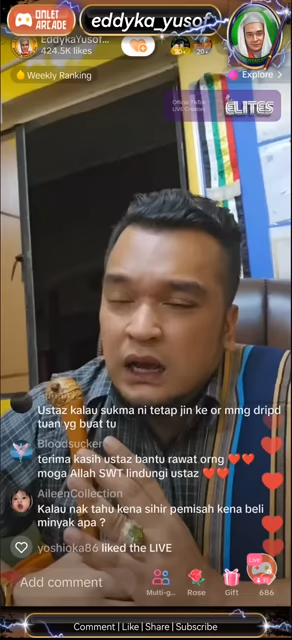 ONLET
ARCADE
eddyka_yusof
EddykaYusof...
424.5K likes
30+
20+
Weekly Ranking
Explore >
Official TikTok
LIVE Creator
ELITES
Ustaz kalau sukma ni tetap jin ke or mmg dripd
tuan yg buat tu
Bloodsucker
terima kasih ustaz bantu rawat orng ❤️❤️
moga Allah SWT lindungi ustaz ❤️❤️
AileenCollection
Kalau nak tahu kena sihir pemisah kena beli
minyak apa ?
yoshioka86 liked the LIVE
Add comment
Multi-g...
Rose
Gift
686
Live
Comment | Like | Share | Subscribe